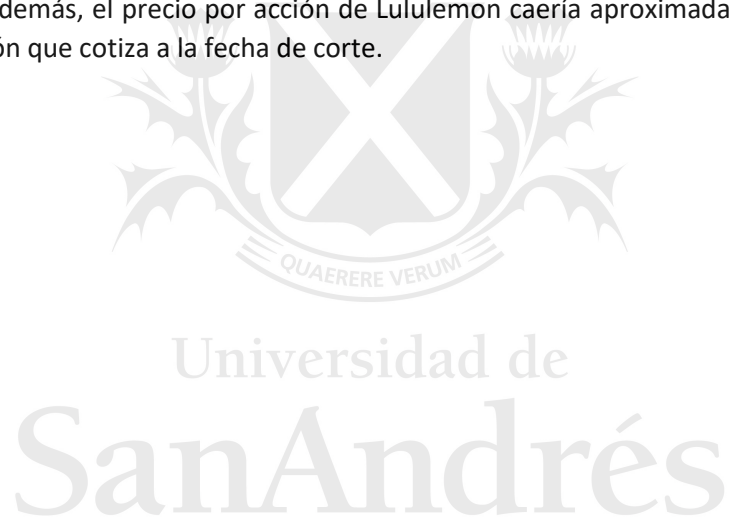 demás, el precio por acción de Lululemon caería aproximada
ón que cotiza a la fecha de corte.
QUAERERE VERUM
Universidad de
SanAndrés